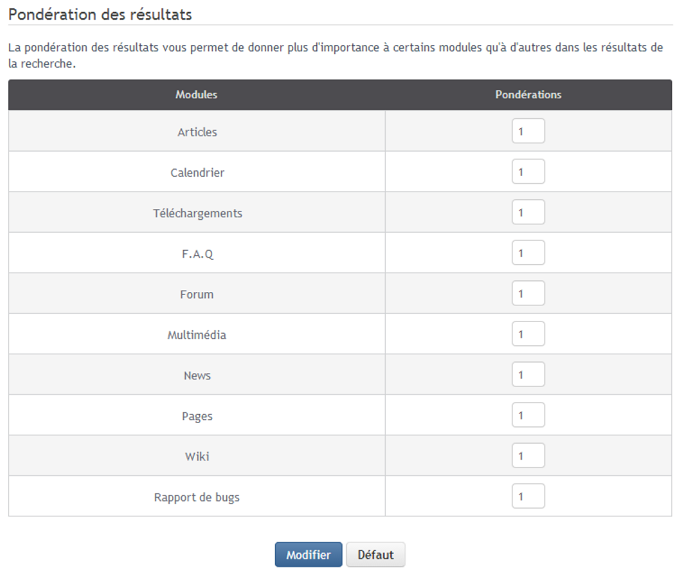 Pondération des résultats
La pondération des résultats vous permet de donner plus d'importance à certains modules qu'à d'autres dans les résultats de
la recherche.
Modules Pondérations
Articles 1
Calendrier 1
Téléchargements 1
F.A.Q 1
Forum 1
Multimédia 1
News 1
Pages 1
Wiki 1
Rapport de bugs 1
Modifier Défaut